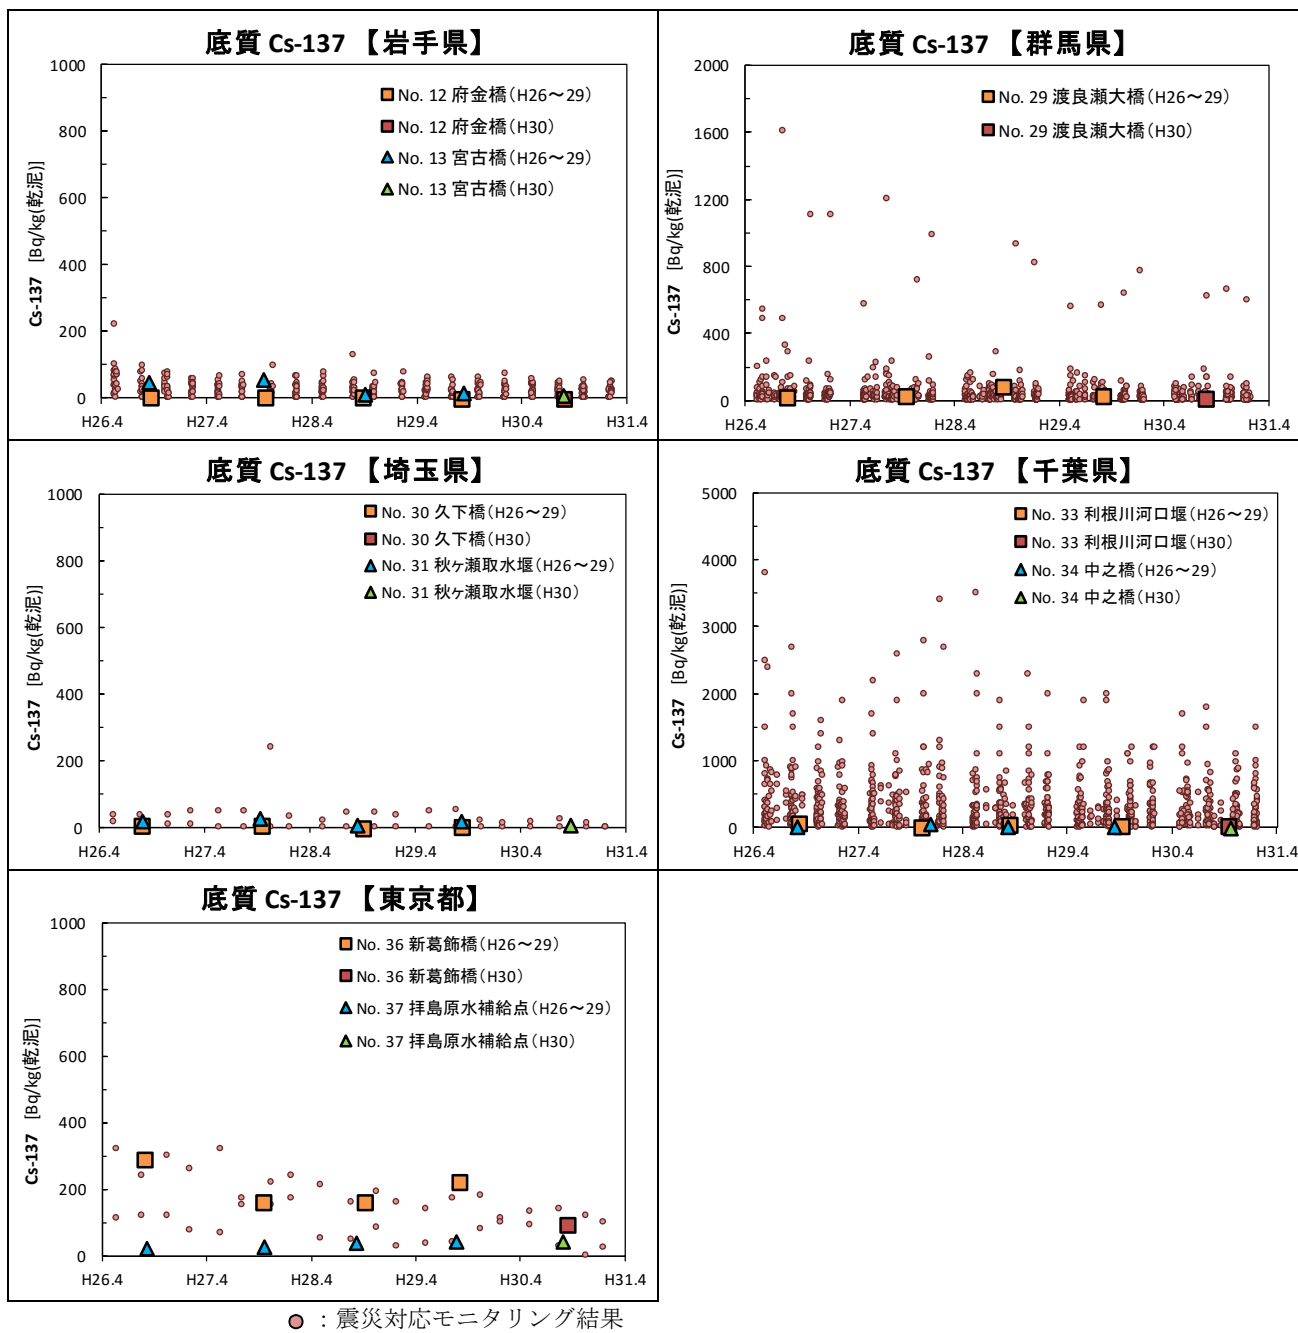 底質 Cs-137 【岩手県】
Cs-137 [Bq/kg(乾泥)]
1000
800
600
400
200
0
No. 12 府金橋(H26～29)
No. 12 府金橋(H30)
No. 13 宮古橋(H26～29)
No. 13 宮古橋(H30)
H26.4 H27.4 H28.4 H29.4 H30.4 H31.4
底質 Cs-137 【群馬県】
Cs-137 [Bq/kg(乾泥)]
2000
1600
1200
800
400
0
No. 29 渡良瀬大橋(H26～29)
No. 29 渡良瀬大橋(H30)
H26.4 H27.4 H28.4 H29.4 H30.4 H31.4
底質 Cs-137 【埼玉県】
Cs-137 [Bq/kg(乾泥)]
1000
800
600
400
200
0
No. 30 久下橋(H26～29)
No. 30 久下橋(H30)
No. 31 秋ヶ瀬取水堰(H26～29)
No. 31 秋ヶ瀬取水堰(H30)
H26.4 H27.4 H28.4 H29.4 H30.4 H31.4
底質 Cs-137 【千葉県】
Cs-137 [Bq/kg(乾泥)]
5000
4000
3000
2000
1000
0
No. 33 利根川河口堰(H26～29)
No. 33 利根川河口堰(H30)
No. 34 中之橋(H26～29)
No. 34 中之橋(H30)
H26.4 H27.4 H28.4 H29.4 H30.4 H31.4
底質 Cs-137 【東京都】
Cs-137 [Bq/kg(乾泥)]
1000
800
600
400
200
0
No. 36 新葛飾橋(H26～29)
No. 36 新葛飾橋(H30)
No. 37 拝島原水補給点(H26～29)
No. 37 拝島原水補給点(H30)
H26.4 H27.4 H28.4 H29.4 H30.4 H31.4
：震災対応モニタリング結果